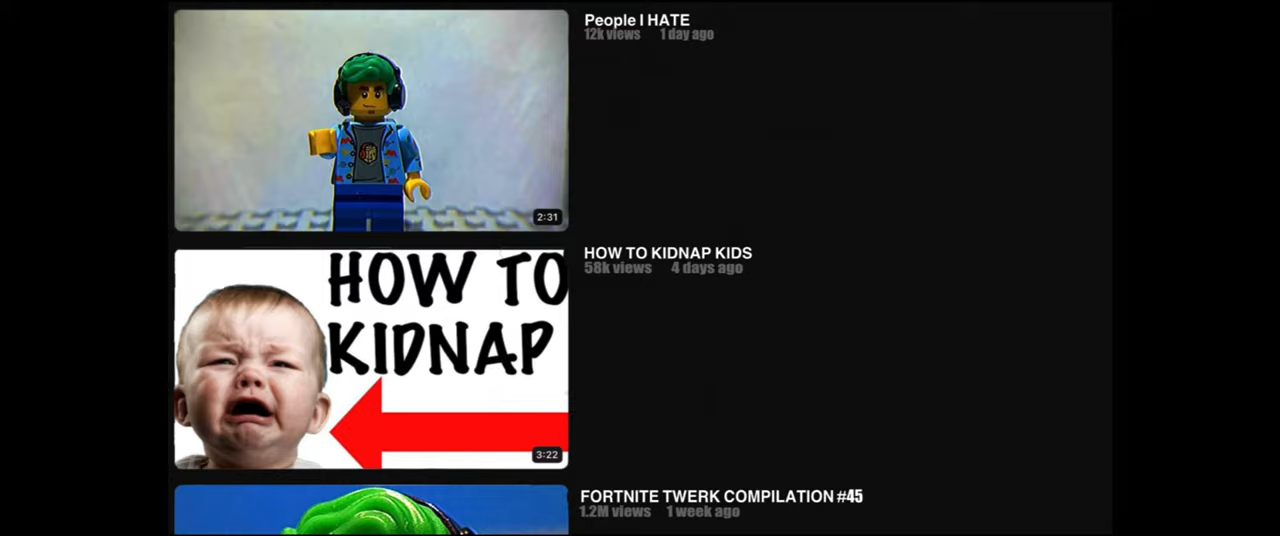 People I HATE
12k views 1 day ago
2:31
HOW TO KIDNAP KIDS
58k views 4 days ago
HOW TO
KIDNAP
3:22
FORTNITE TWERK COMPILATION #45
1.2M views 1 week ago